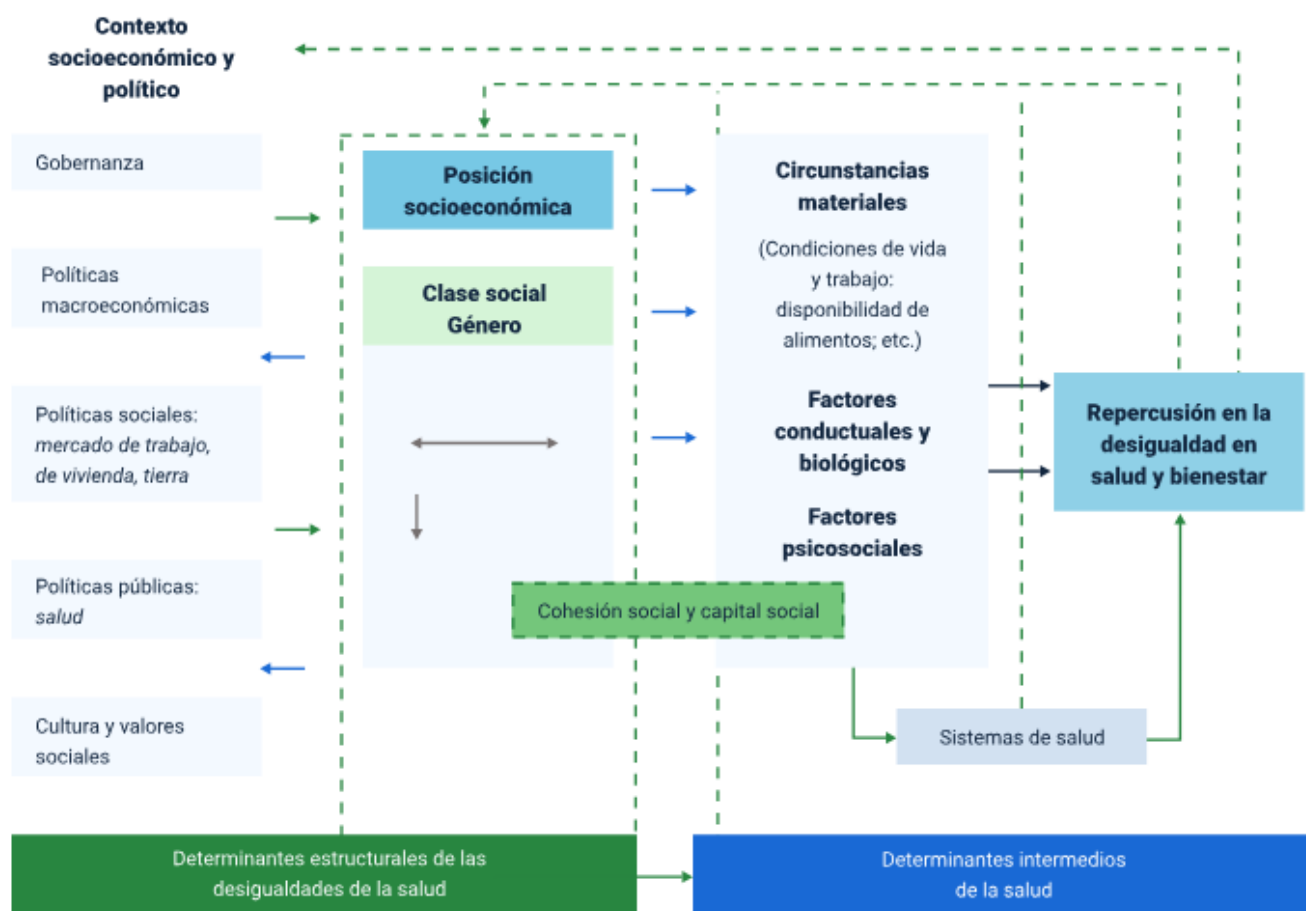 Contexto
socioeconómico y
político
Gobernanza
Políticas
macroeconómicas
Políticas sociales:
mercado de trabajo,
de vivienda, tierra
Políticas públicas:
salud
Cultura y valores
sociales
Posición
socioeconómica
Clase social
Género
Circunstancias
materiales
(Condiciones de vida
y trabajo:
disponibilidad de
alimentos; etc.)
Factores
conductuales y
biológicos
Factores
psicosociales
Cohesión social y capital social
Repercusión en la
desigualdad en
salud y bienestar
Sistemas de salud
Determinantes estructurales de las
desigualdades de la salud
Determinantes intermedios
de la salud